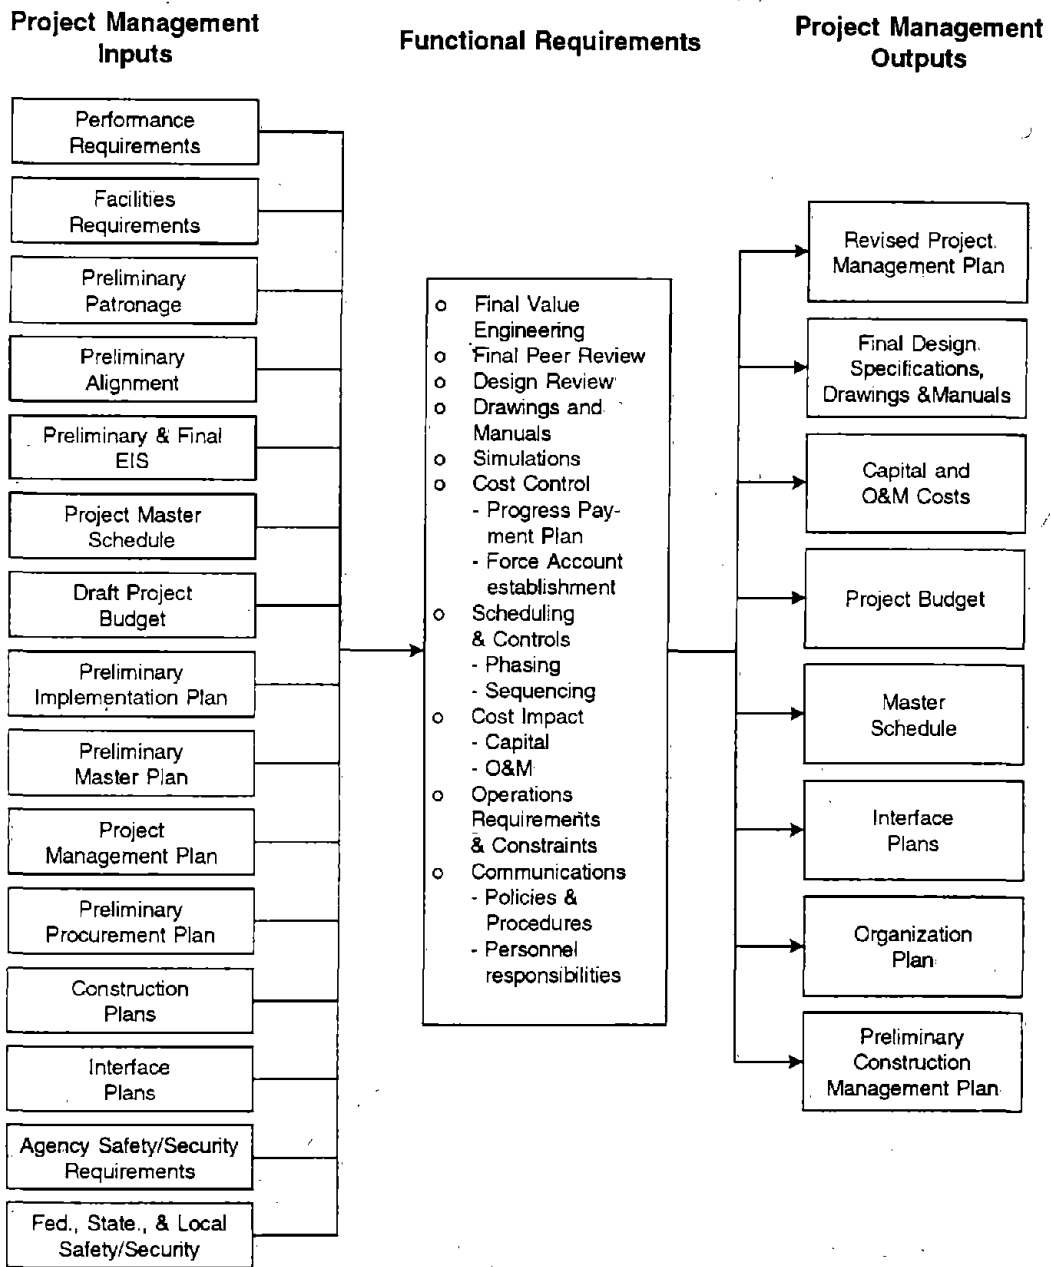 Project Management
Inputs
Functional Requirements
Project Management
Outputs
Performance
Requirements
Facilities
Requirements
Preliminary
Patronage
Preliminary
Alignment
Preliminary & Final
EIS
Project Master
Schedule
Draft Project
Budget
Preliminary
Implementation Plan
Preliminary
Master Plan
Project
Management Plan
Preliminary
Procurement Plan
Construction
Plans
Interface
Plans
Agency Safety/Security
Requirements
Fed., State., & Local
Safety/Security
o Final Value
Engineering
o Final Peer Review
o Design Review
o Drawings and
Manuals
o Simulations
o Cost Control
- Progress Pay-
ment Plan
- Force Account
establishment
o Scheduling
& Controls
- Phasing
- Sequencing
o Cost Impact
- Capital
- O&M
o Operations
Requirements
& Constraints
o Communications
- Policies &
Procedures
- Personnel
responsibilities
Revised Project
Management Plan
Final Design
Specifications,
Drawings &Manuals
Capital and
O&M Costs
Project Budget
Master
Schedule
Interface
Plans
Organization
Plan
Preliminary
Construction
Management Plan